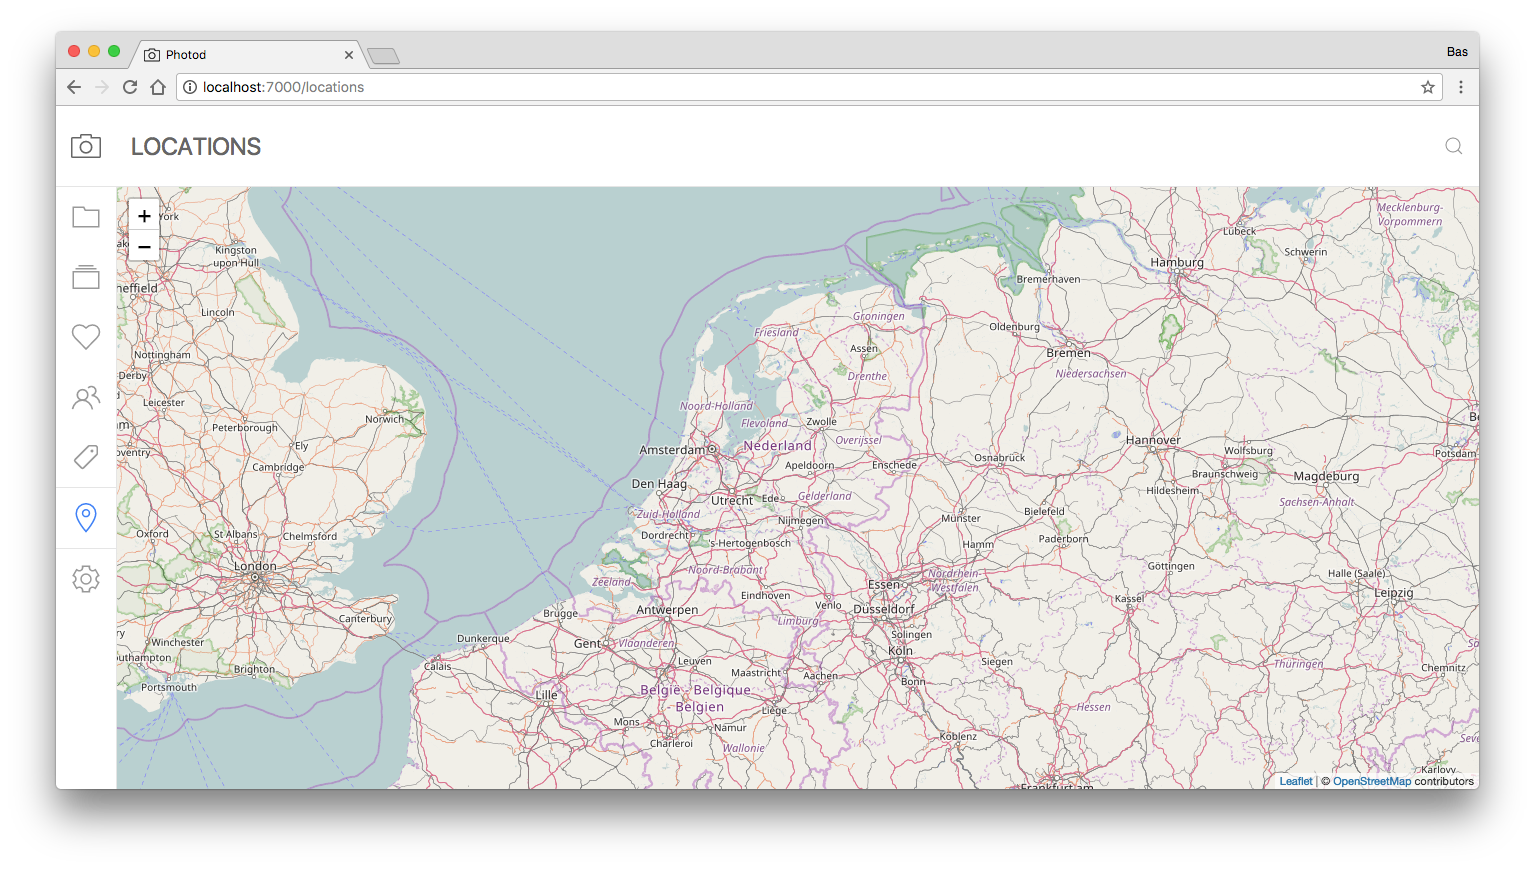 Photod
Bas
localhost:7000/locations
LOCATIONS
+
−
York
Kingston
upon Hull
Lincoln
Nottingham
Derby
Leicester
Peterborough
Norwich
Ely
Cambridge
Oxford
St Albans
Chelmsford
London
Canterbury
Winchester
Brighton
Portsmouth
Mecklenburg-
Vorpommern
Lübeck
Schwerin
Hamburg
Bremerhaven
Groningen
Friesland
Oldenburg
Assen
Bremen
Drenthe
Niedersachsen
Noord-Holland
Flevoland
Zwolle
Overijssel
Amsterdam
Nederland
Hannover
Wolfsburg
Potsdam
Apeldoorn
Enschede
Osnabrück
Braunschweig
Magdeburg
Den Haag
Utrecht
Ede
Gelderland
Hildesheim
Sachsen-Anhalt
Zuid-Holland
Nijmegen
Münster
Bielefeld
Dordrecht
's-Hertogenbosch
Hamm
Paderborn
Zeeland
Noord-Brabant
Essen
Nordrhein-
Westfalen
Göttingen
Halle (Saale)
Leipzig
Eindhoven
Venlo
Düsseldorf
Kassel
Brugge
Antwerpen
Limburg
Solingen
Dunkerque
Gent
Vlaanderen
Köln
Calais
Leuven
Maastricht
Aachen
Siegen
Thüringen
Chemnitz
Bonn
Lille
België - Belgique
Belgien
Liège
Hessen
Mons
Namur
Charleroi
Wallonie
Koblenz
Karlovy
Frankfurt am
Leaflet | © OpenStreetMap contributors